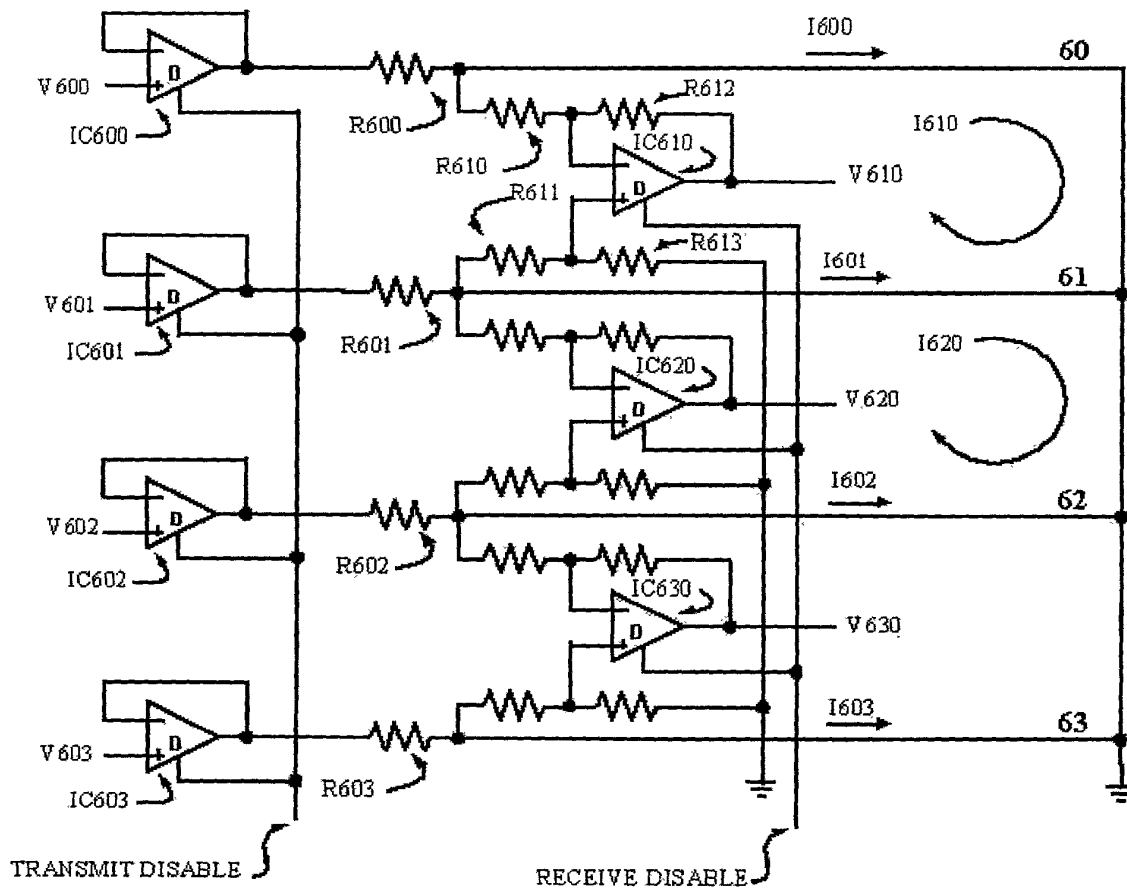 I600
60
V600
D
IC600
R600
R610
R612
IC610
D
V610
I610
R611
R613
V601
D
IC601
R601
I601
61
IC620
D
V620
I620
V602
D
IC602
R602
I602
62
IC630
D
V630
V603
D
IC603
R603
I603
63
TRANSMIT DISABLE
RECEIVE DISABLE